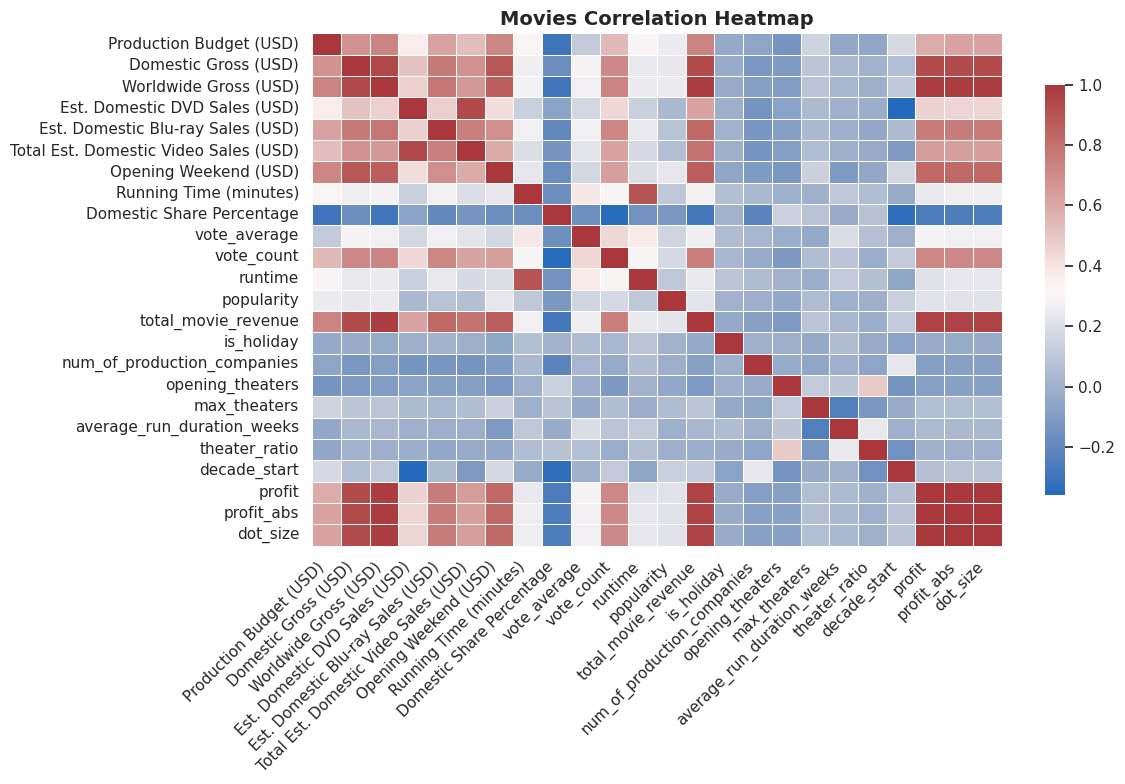 Movies Correlation Heatmap
Production Budget (USD)
Domestic Gross (USD)
Worldwide Gross (USD)
Est. Domestic DVD Sales (USD)
Est. Domestic Blu-ray Sales (USD)
Total Est. Domestic Video Sales (USD)
Opening Weekend (USD)
Running Time (minutes)
Domestic Share Percentage
vote_average
vote_count
runtime
popularity
total_movie_revenue
is_holiday
num_of_production_companies
opening_theaters
max_theaters
average_run_duration_weeks
theater_ratio
decade_start
profit
profit_abs
dot_size
1.0
0.8
0.6
0.4
0.2
0.0
−0.2
Production Budget (USD)
Domestic Gross (USD)
Worldwide Gross (USD)
Est. Domestic DVD Sales (USD)
Est. Domestic Blu-ray Sales (USD)
Total Est. Domestic Video Sales (USD)
Opening Weekend (USD)
Running Time (minutes)
Domestic Share Percentage
vote_average
vote_count
runtime
popularity
total_movie_revenue
is_holiday
num_of_production_companies
opening_theaters
max_theaters
average_run_duration_weeks
theater_ratio
decade_start
profit
profit_abs
dot_size